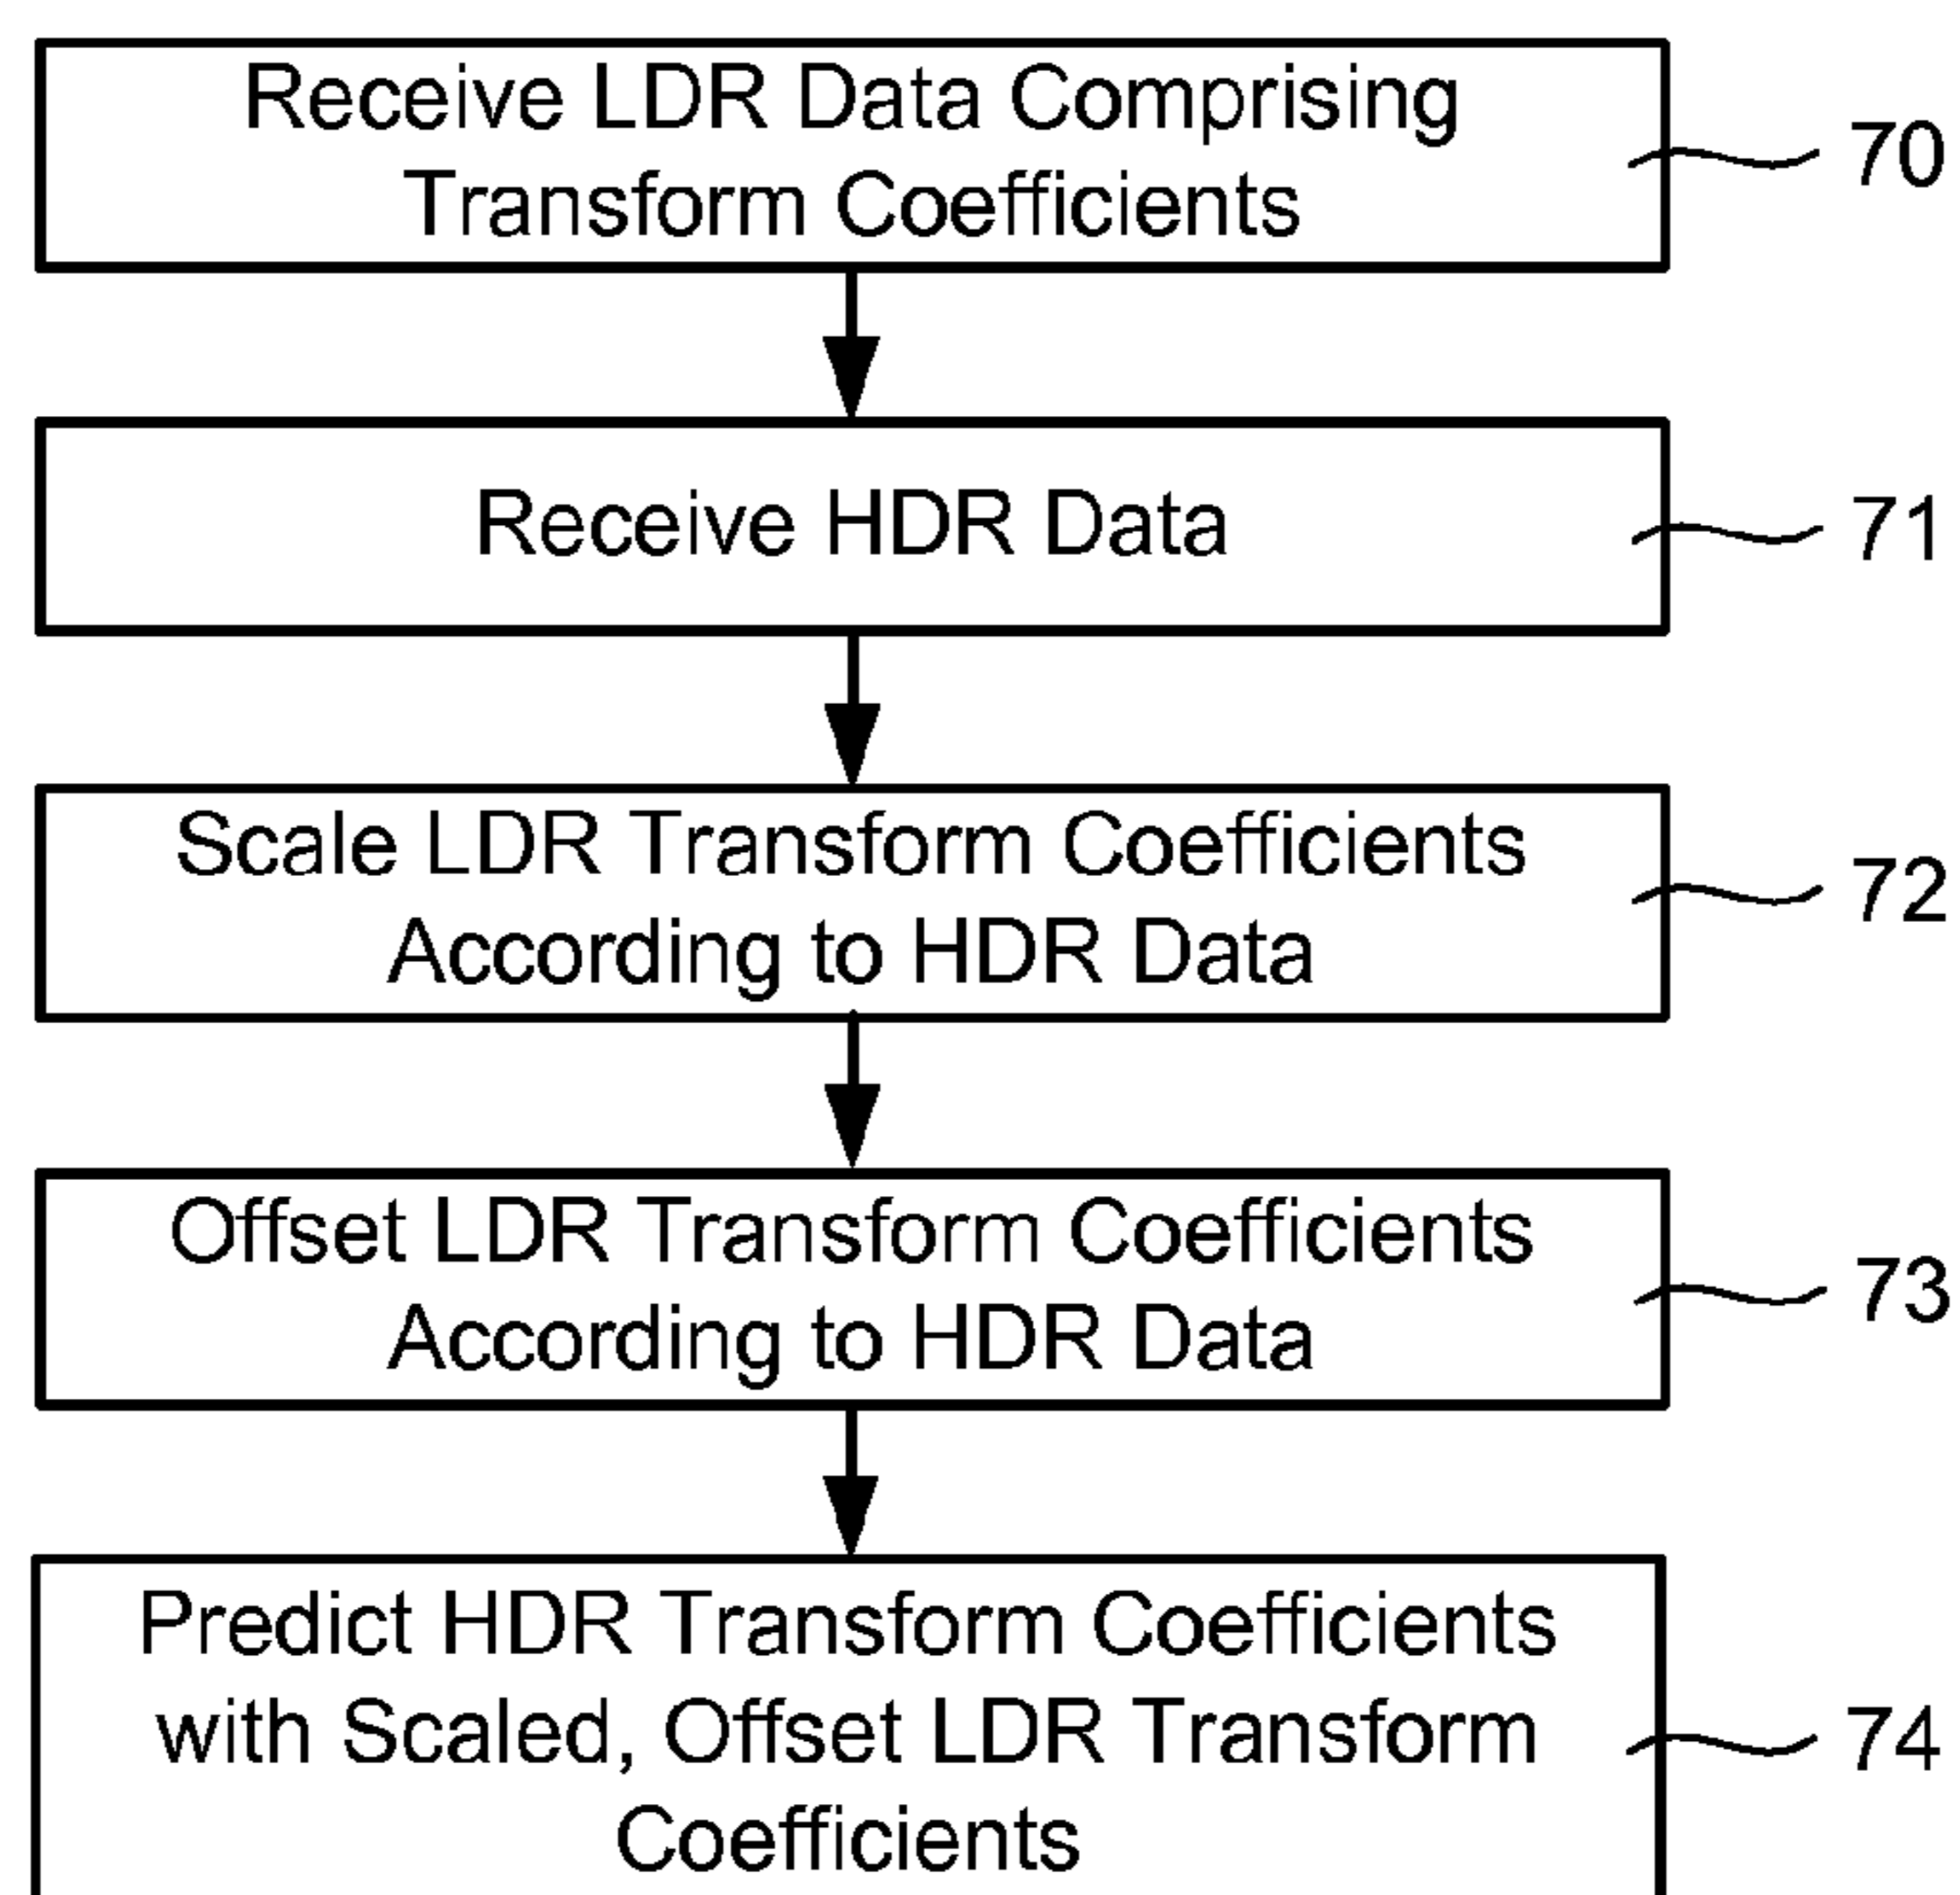 Receive LDR Data Comprising
Transform Coefficients
70
Receive HDR Data
71
Scale LDR Transform Coefficients
According to HDR Data
72
Offset LDR Transform Coefficients
According to HDR Data
73
Predict HDR Transform Coefficients
with Scaled, Offset LDR Transform
Coefficients
74